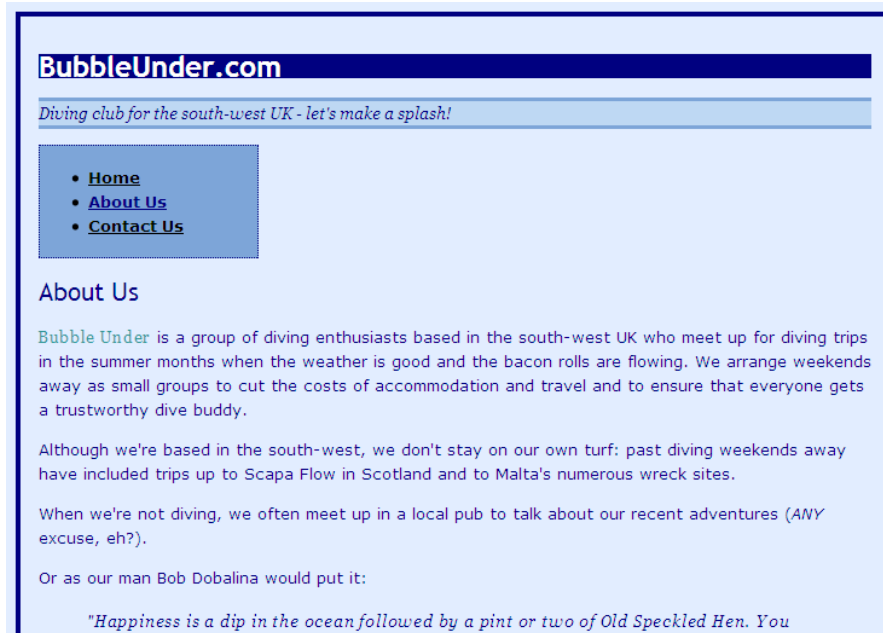 BubbleUnder.com
Diving club for the south-west UK - let's make a splash!
Home
About Us
Contact Us
About Us
Bubble Under is a group of diving enthusiasts based in the south-west UK who meet up for diving trips
in the summer months when the weather is good and the bacon rolls are flowing. We arrange weekends
away as small groups to cut the costs of accommodation and travel and to ensure that everyone gets
a trustworthy dive buddy.
Although we're based in the south-west, we don't stay on our own turf: past diving weekends away
have included trips up to Scapa Flow in Scotland and to Malta's numerous wreck sites.
When we're not diving, we often meet up in a local pub to talk about our recent adventures (ANY
excuse, eh?).
Or as our man Bob Dobalina would put it:
"Happiness is a dip in the ocean followed by a pint or two of Old Speckled Hen. You